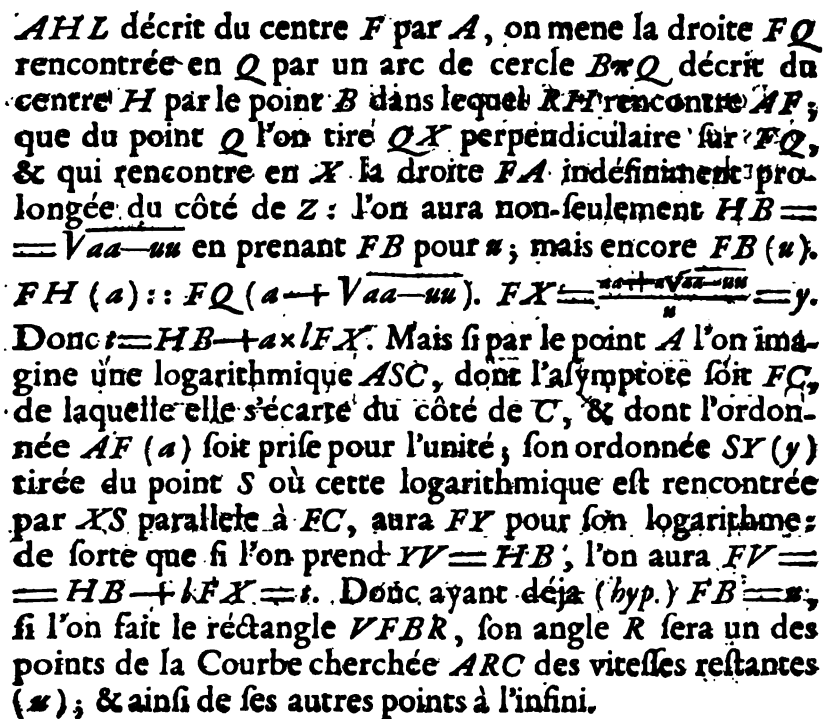 AHL décrit du centre F par A, on mene la droite FQ
rencontrée en Q par un arc de cercle BπQ décrit du
centre H par le point B dans lequel RH rencontre AF;
que du point Q l'on tire QX perpendiculaire ſur FQ,
& qui rencontre en X la droite FA indéfiniment pro-
longée du côté de Z : l'on aura non-ſeulement HB=
=√aa—uu en prenant FB pour u; mais encore FB (u).
FH (a) :: FQ (a+√aa—uu). FX=(aa+a√aa—uu)/u=y.
Donc t=HB+a×lFX. Mais ſi par le point A l'on ima-
gine une logarithmique ASC, dont l'aſymptote ſoit FC,
de laquelle elle s'écarte du côté de C, & dont l'ordon-
née AF (a) ſoit priſe pour l'unité; ſon ordonnée SY (y)
tirée du point S où cette logarithmique eſt rencontrée
par XS parallele à FC, aura FY pour ſon logarithme:
de ſorte que ſi l'on prend YV=HB, l'on aura FV=
=HB+lFX=t. Donc ayant déja (hyp.) FB=u,
ſi l'on fait le réctangle VFBR, ſon angle R ſera un des
points de la Courbe cherchée ARC des viteſſes reſtantes
(u); & ainſi de ſes autres points à l'infini.